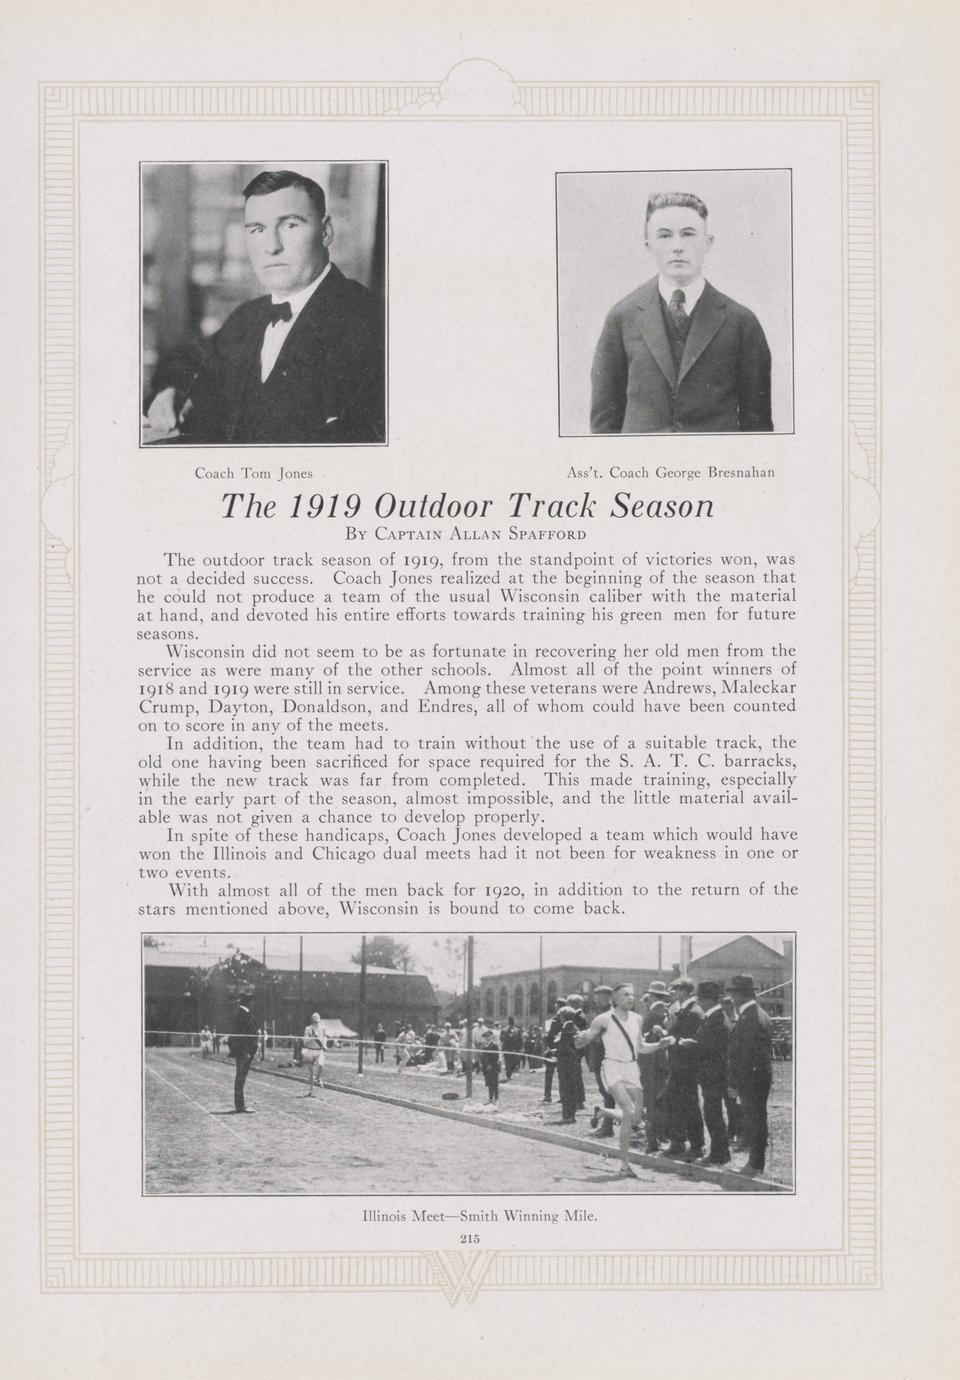 Coach Tom Jones
Ass't. Coach George Bresnahan
The 1919 Outdoor Track Season
By Captain Allan Spafford
The outdoor track season of 1919, from the standpoint of victories won, was
not a decided success. Coach Jones realized at the beginning of the season that
he could not produce a team of the usual Wisconsin caliber with the material
at hand, and devoted his entire efforts towards training his green men for future
seasons.
Wisconsin did not seem to be as fortunate in recovering her old men from the
service as were many of the other schools. Almost all of the point winners of
1918 and 1919 were still in service. Among these veterans were Andrews, Maleckar
Crump, Dayton, Donaldson, and Endres, all of whom could have been counted
on to score in any of the meets.
In addition, the team had to train without the use of a suitable track, the
old one having been sacrificed for space required for the S. A. T. C. barracks,
while the new track was far from completed. This made training, especially
in the early part of the season, almost impossible, and the little material avail-
able was not given a chance to develop properly.
In spite of these handicaps, Coach Jones developed a team which would have
won the Illinois and Chicago dual meets had it not been for weakness in one or
two events.
With almost all of the men back for 1920, in addition to the return of the
stars mentioned above, Wisconsin is bound to come back.
Illinois Meet—Smith Winning Mile.
215
W